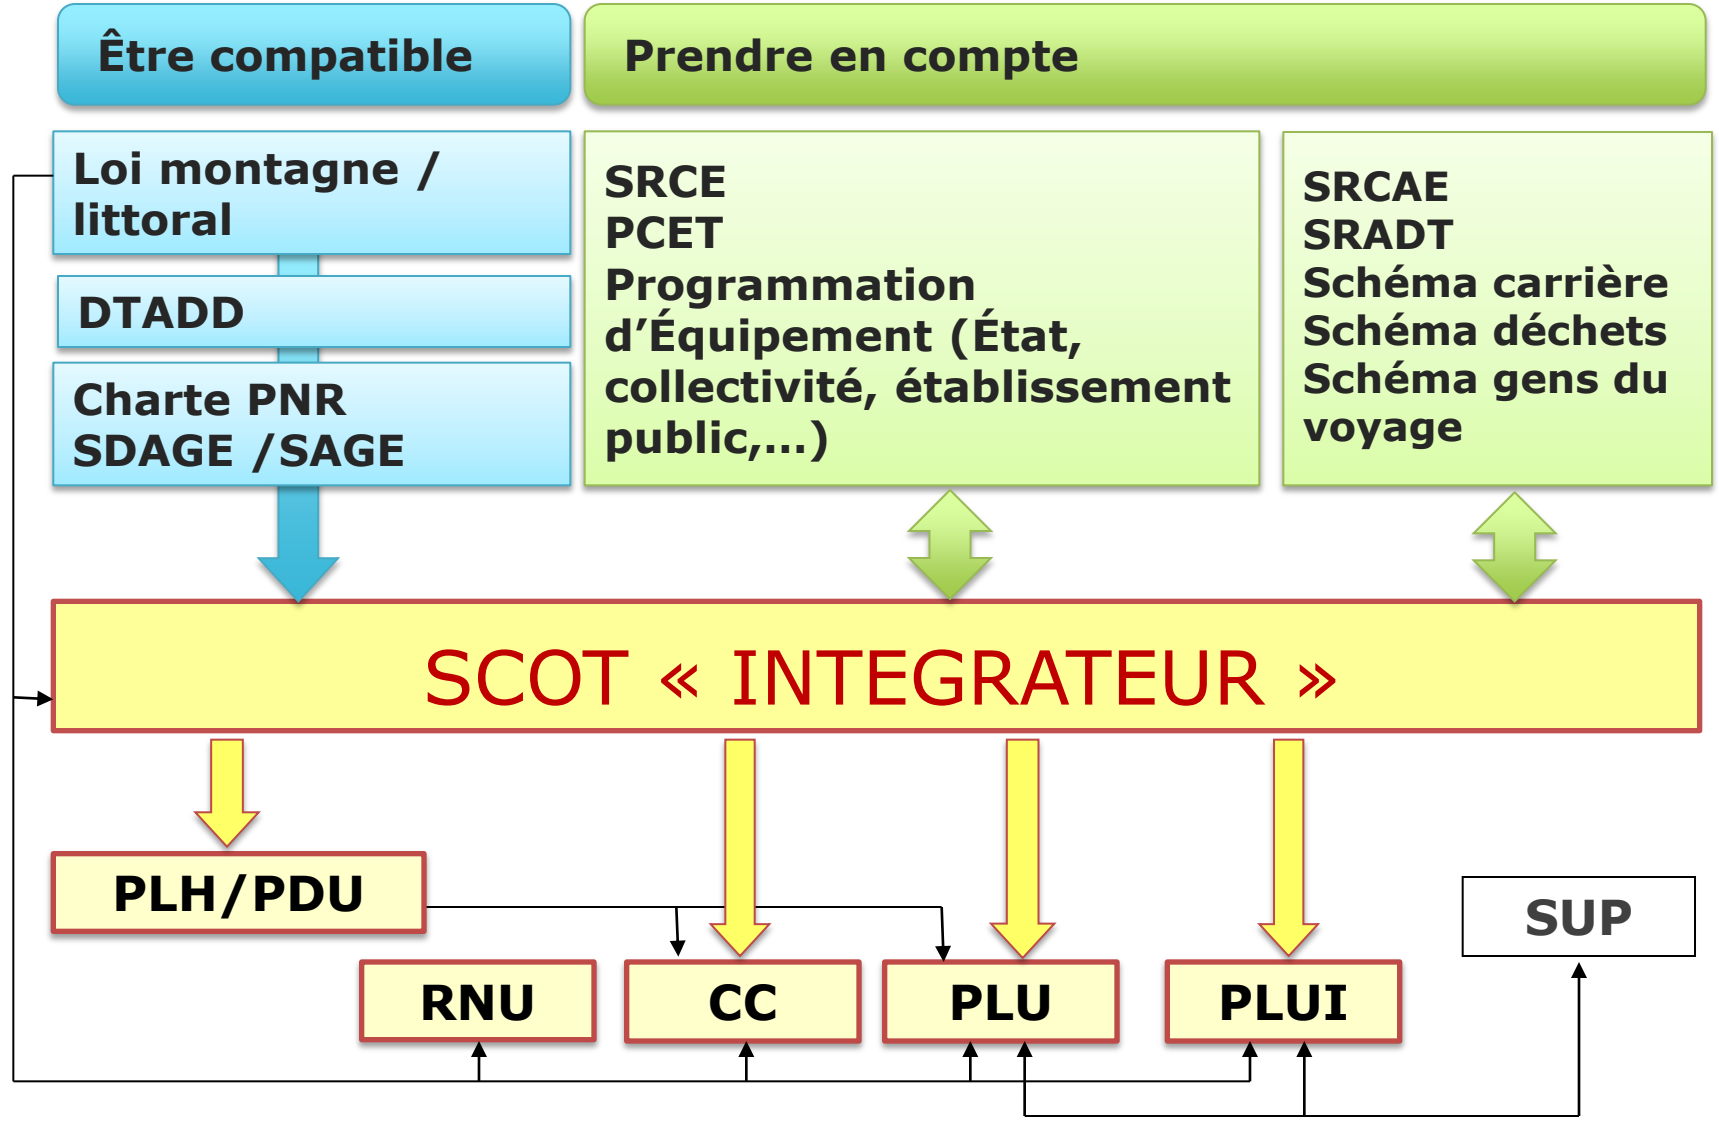 Être compatible
Prendre en compte
Loi montagne /
littoral
DTADD
Charte PNR
SDAGE /SAGE
SRCE
PCET
Programmation
d’Équipement (État,
collectivité, établissement
public,...)
SRCAE
SRADT
Schéma carrière
Schéma déchets
Schéma gens du
voyage
SCOT « INTEGRATEUR »
PLH/PDU
SUP
RNU
CC
PLU
PLUI